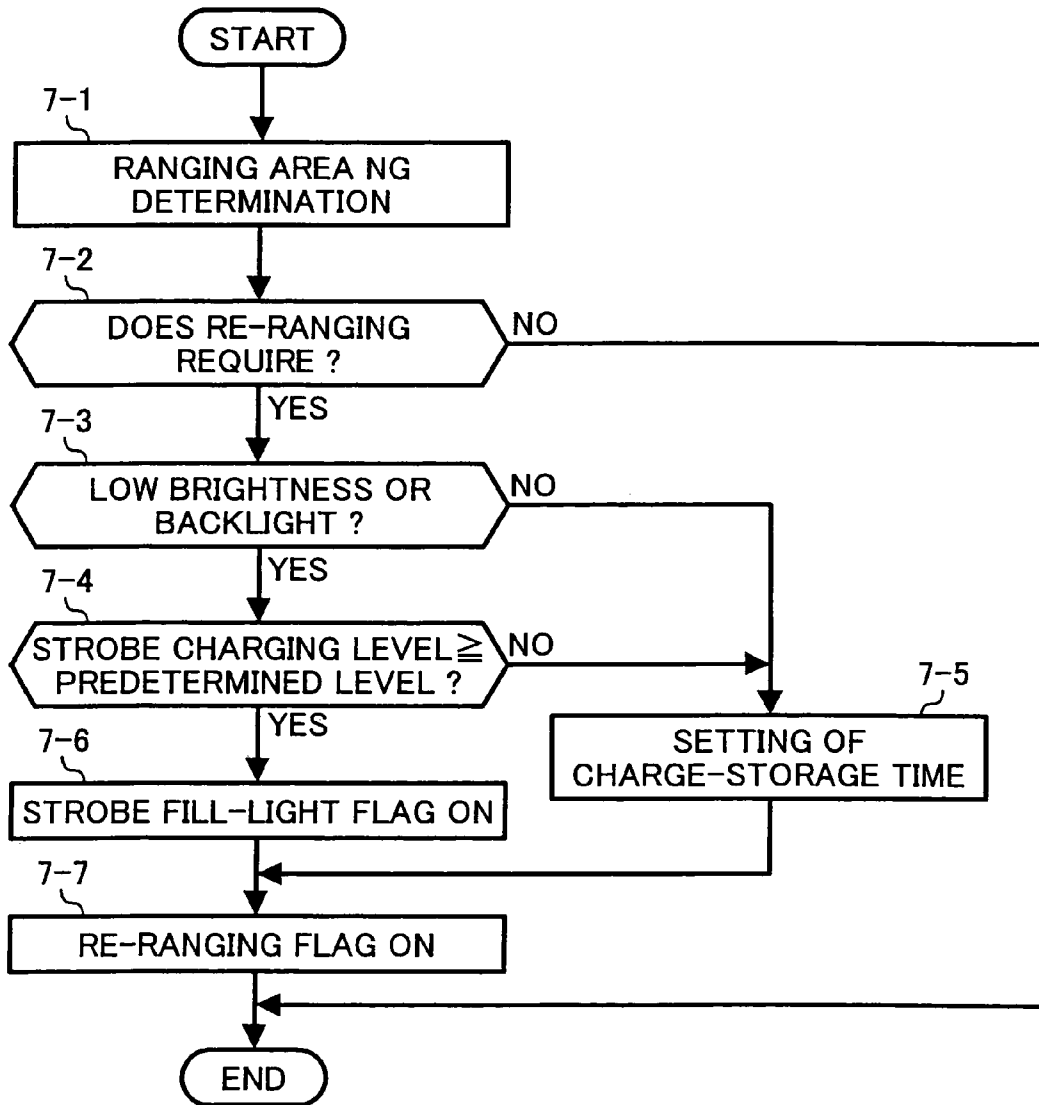 START
7-1
RANGING AREA NG
DETERMINATION
7-2
DOES RE-RANGING
REQUIRE ?
NO
YES
7-3
LOW BRIGHTNESS OR
BACKLIGHT ?
NO
YES
7-4
STROBE CHARGING LEVEL≧
PREDETERMINED LEVEL ?
NO
YES
7-5
SETTING OF
CHARGE-STORAGE TIME
7-6
STROBE FILL-LIGHT FLAG ON
7-7
RE-RANGING FLAG ON
END